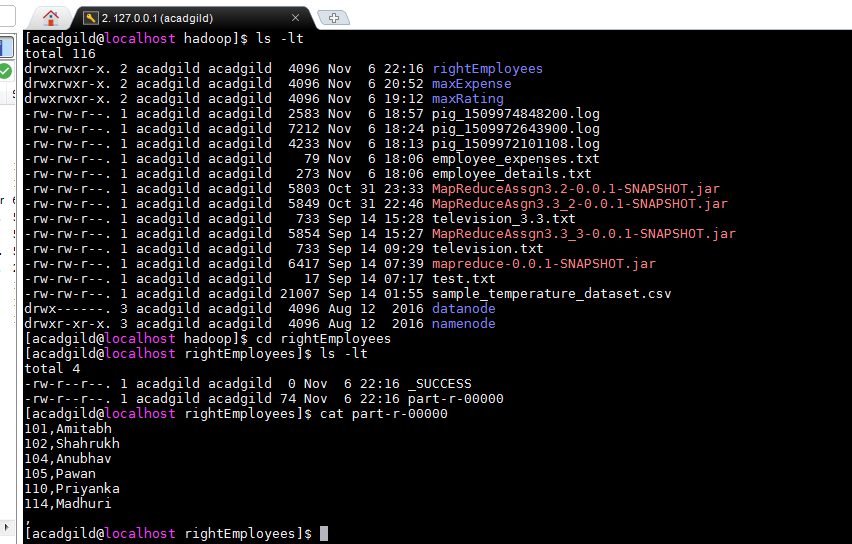 2. 127.0.0.1 (acadgild)
[acadgild@localhost hadoop]$ ls -lt
total 116
drwxrwxr-x. 2 acadgild acadgild  4096 Nov  6 22:16 rightEmployees
drwxrwxr-x. 2 acadgild acadgild  4096 Nov  6 20:52 maxExpense
drwxrwxr-x. 2 acadgild acadgild  4096 Nov  6 19:12 maxRating
-rw-rw-r--. 1 acadgild acadgild  2583 Nov  6 18:57 pig_1509974848200.log
-rw-rw-r--. 1 acadgild acadgild  7212 Nov  6 18:24 pig_1509972643900.log
-rw-rw-r--. 1 acadgild acadgild  4233 Nov  6 18:13 pig_1509972101108.log
-rw-rw-r--. 1 acadgild acadgild    79 Nov  6 18:06 employee_expenses.txt
-rw-rw-r--. 1 acadgild acadgild   273 Nov  6 18:06 employee_details.txt
-rw-rw-r--. 1 acadgild acadgild  5803 Oct 31 23:33 MapReduceAssgn3.2-0.0.1-SNAPSHOT.jar
-rw-rw-r--. 1 acadgild acadgild  5849 Oct 31 22:46 MapReduceAsgn3.3_2-0.0.1-SNAPSHOT.jar
-rw-rw-r--. 1 acadgild acadgild   733 Sep 14 15:28 television_3.3.txt
-rw-rw-r--. 1 acadgild acadgild  5854 Sep 14 15:27 MapReduceAssgn3.3_3-0.0.1-SNAPSHOT.jar
-rw-rw-r--. 1 acadgild acadgild   733 Sep 14 09:29 television.txt
-rw-rw-r--. 1 acadgild acadgild  6417 Sep 14 07:39 mapreduce-0.0.1-SNAPSHOT.jar
-rw-rw-r--. 1 acadgild acadgild    17 Sep 14 07:17 test.txt
-rw-rw-r--. 1 acadgild acadgild 21007 Sep 14 01:55 sample_temperature_dataset.csv
drwx------. 3 acadgild acadgild  4096 Aug 12  2016 datanode
drwxr-xr-x. 3 acadgild acadgild  4096 Aug 12  2016 namenode
[acadgild@localhost hadoop]$ cd rightEmployees
[acadgild@localhost rightEmployees]$ ls -lt
total 4
-rw-r--r--. 1 acadgild acadgild  0 Nov  6 22:16 _SUCCESS
-rw-r--r--. 1 acadgild acadgild 74 Nov  6 22:16 part-r-00000
[acadgild@localhost rightEmployees]$ cat part-r-00000
101,Amitabh
102,Shahrukh
104,Anubhav
105,Pawan
110,Priyanka
114,Madhuri
,
[acadgild@localhost rightEmployees]$